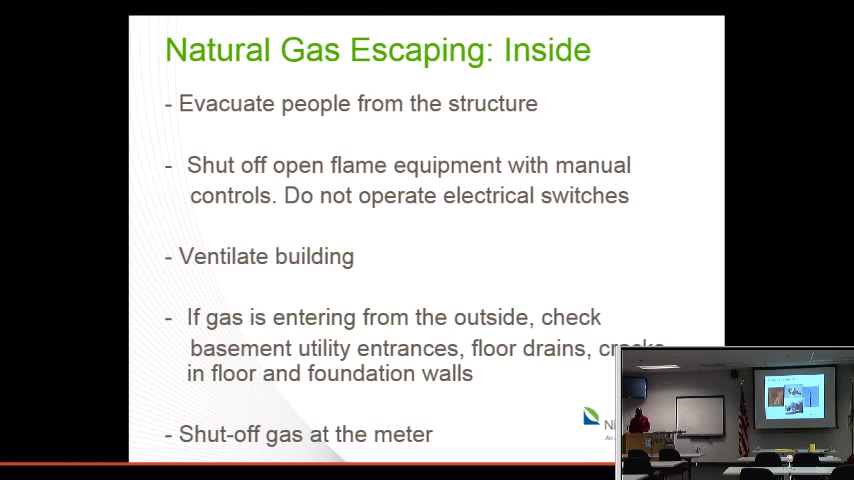 Natural Gas Escaping: Inside
- Evacuate people from the structure
- Shut off open flame equipment with manual
controls. Do not operate electrical switches
- Ventilate building
- If gas is entering from the outside, check
basement utility entrances, floor drains, cracks
in floor and foundation walls
- Shut-off gas at the meter